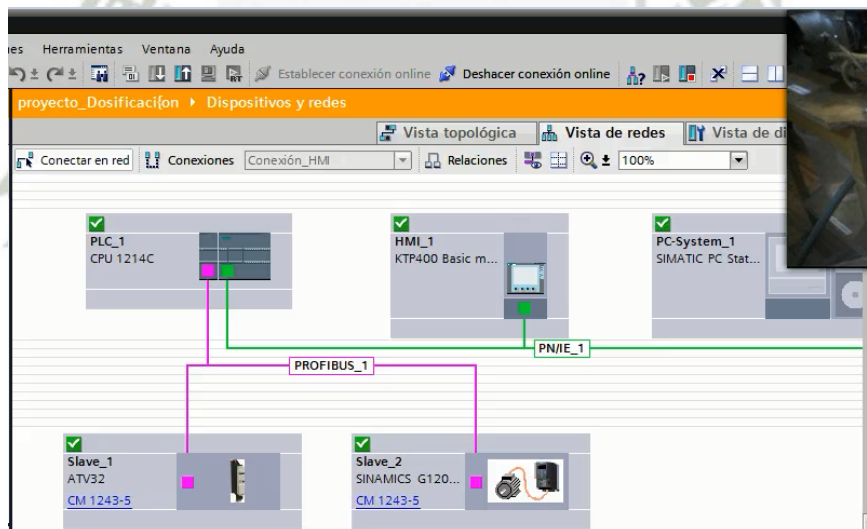 nes Herramientas Ventana Ayuda
Establecer conexión online Deshacer conexión online
proyecto_Dosificaci[on ▸ Dispositivos y redes
Vista topológica Vista de redes Vista de di
Conectar en red Conexiones Conexión_HMI Relaciones 100%
PLC_1
CPU 1214C
HMI_1
KTP400 Basic m...
PC-System_1
SIMATIC PC Stat...
PN/IE_1
PROFIBUS_1
Slave_1
ATV32
CM 1243-5
Slave_2
SINAMICS G120...
CM 1243-5